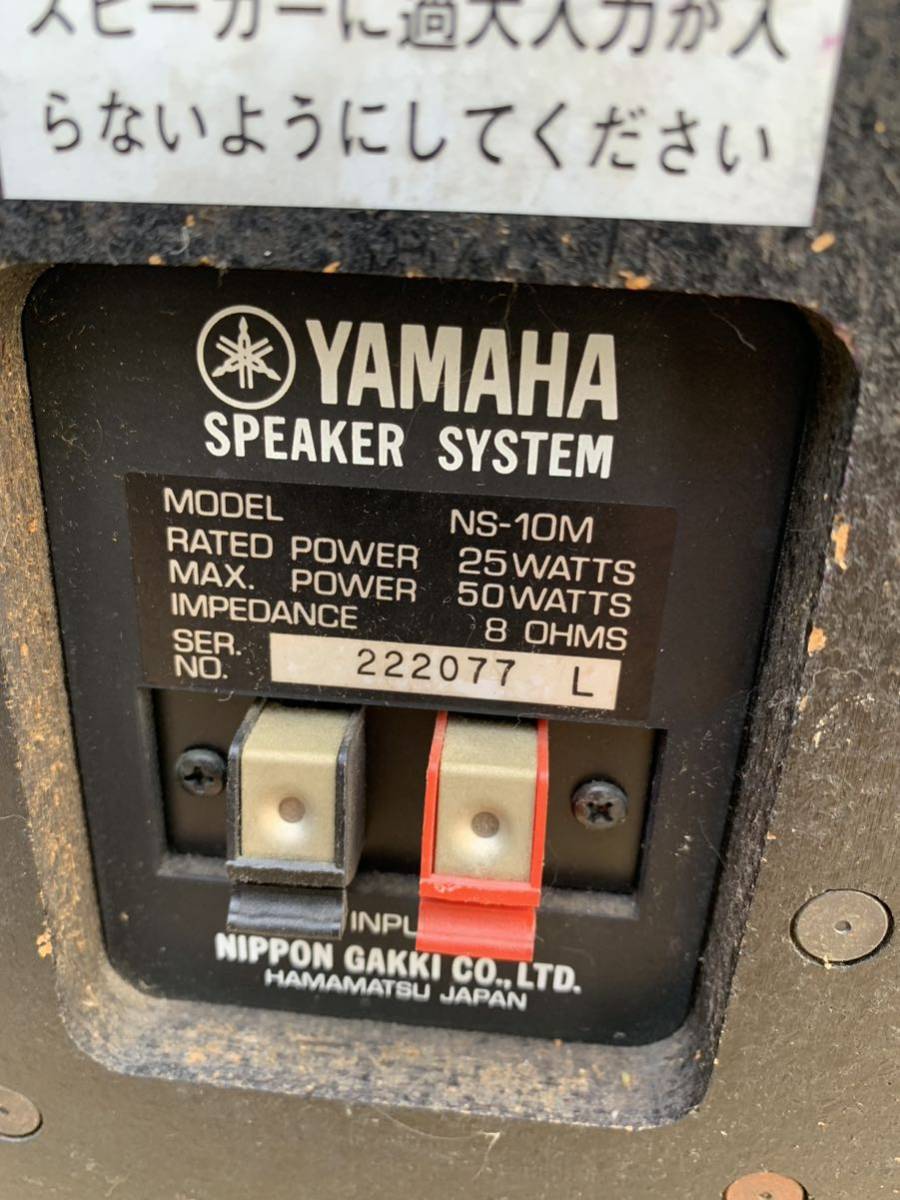 スピーカーに過大入力が入
らないようにしてください
YAMAHA
SPEAKER SYSTEM
MODEL NS-10M
RATED POWER 25WATTS
MAX. POWER 50WATTS
IMPEDANCE 8 OHMS
SER. NO. 222077 L
INPU
NIPPON GAKKI CO., LTD.
HAMAMATSU JAPAN